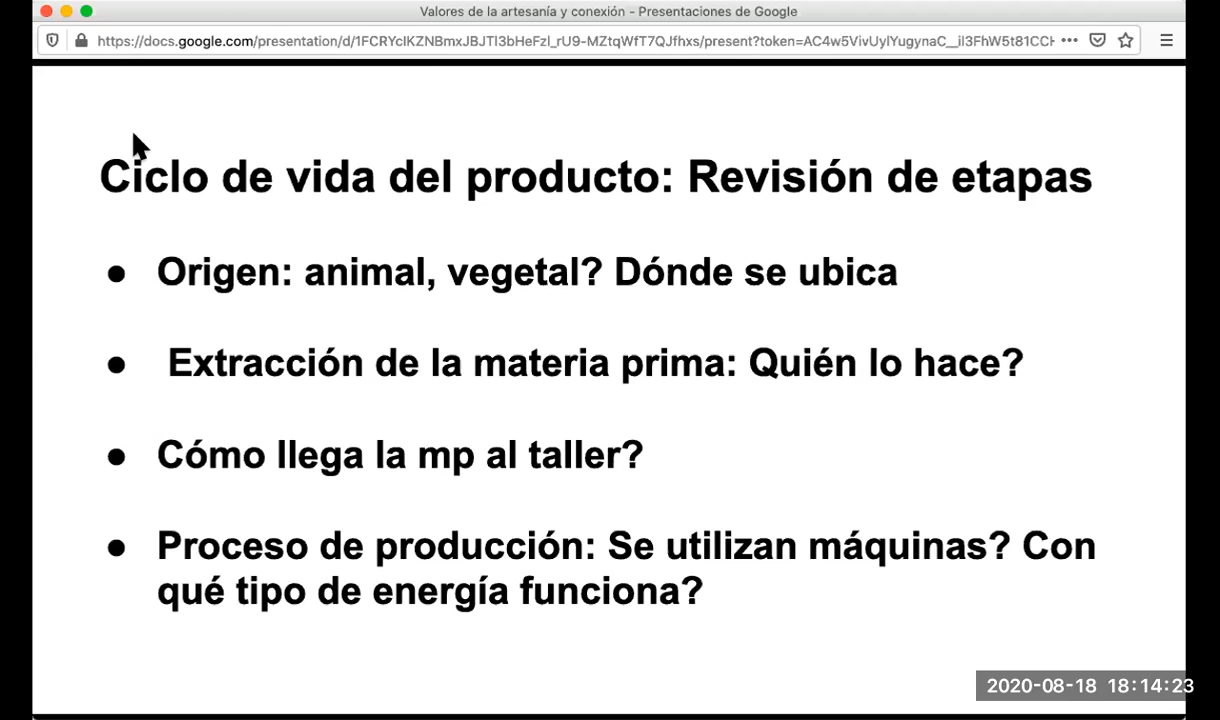 Valores de la artesanía y conexión - Presentaciones de Google
https://docs.google.com/presentation/d/1FCRYcIKZNBmxJBJTI3bHeFzI_rU9-MZtqWfT7QJfhxs/present?token=AC4w5VivUylYugynaC__il3FhW5t81CCH
Ciclo de vida del producto: Revisión de etapas
● Origen: animal, vegetal? Dónde se ubica
● Extracción de la materia prima: Quién lo hace?
● Cómo llega la mp al taller?
● Proceso de producción: Se utilizan máquinas? Con
qué tipo de energía funciona?
2020-08-18 18:14:23